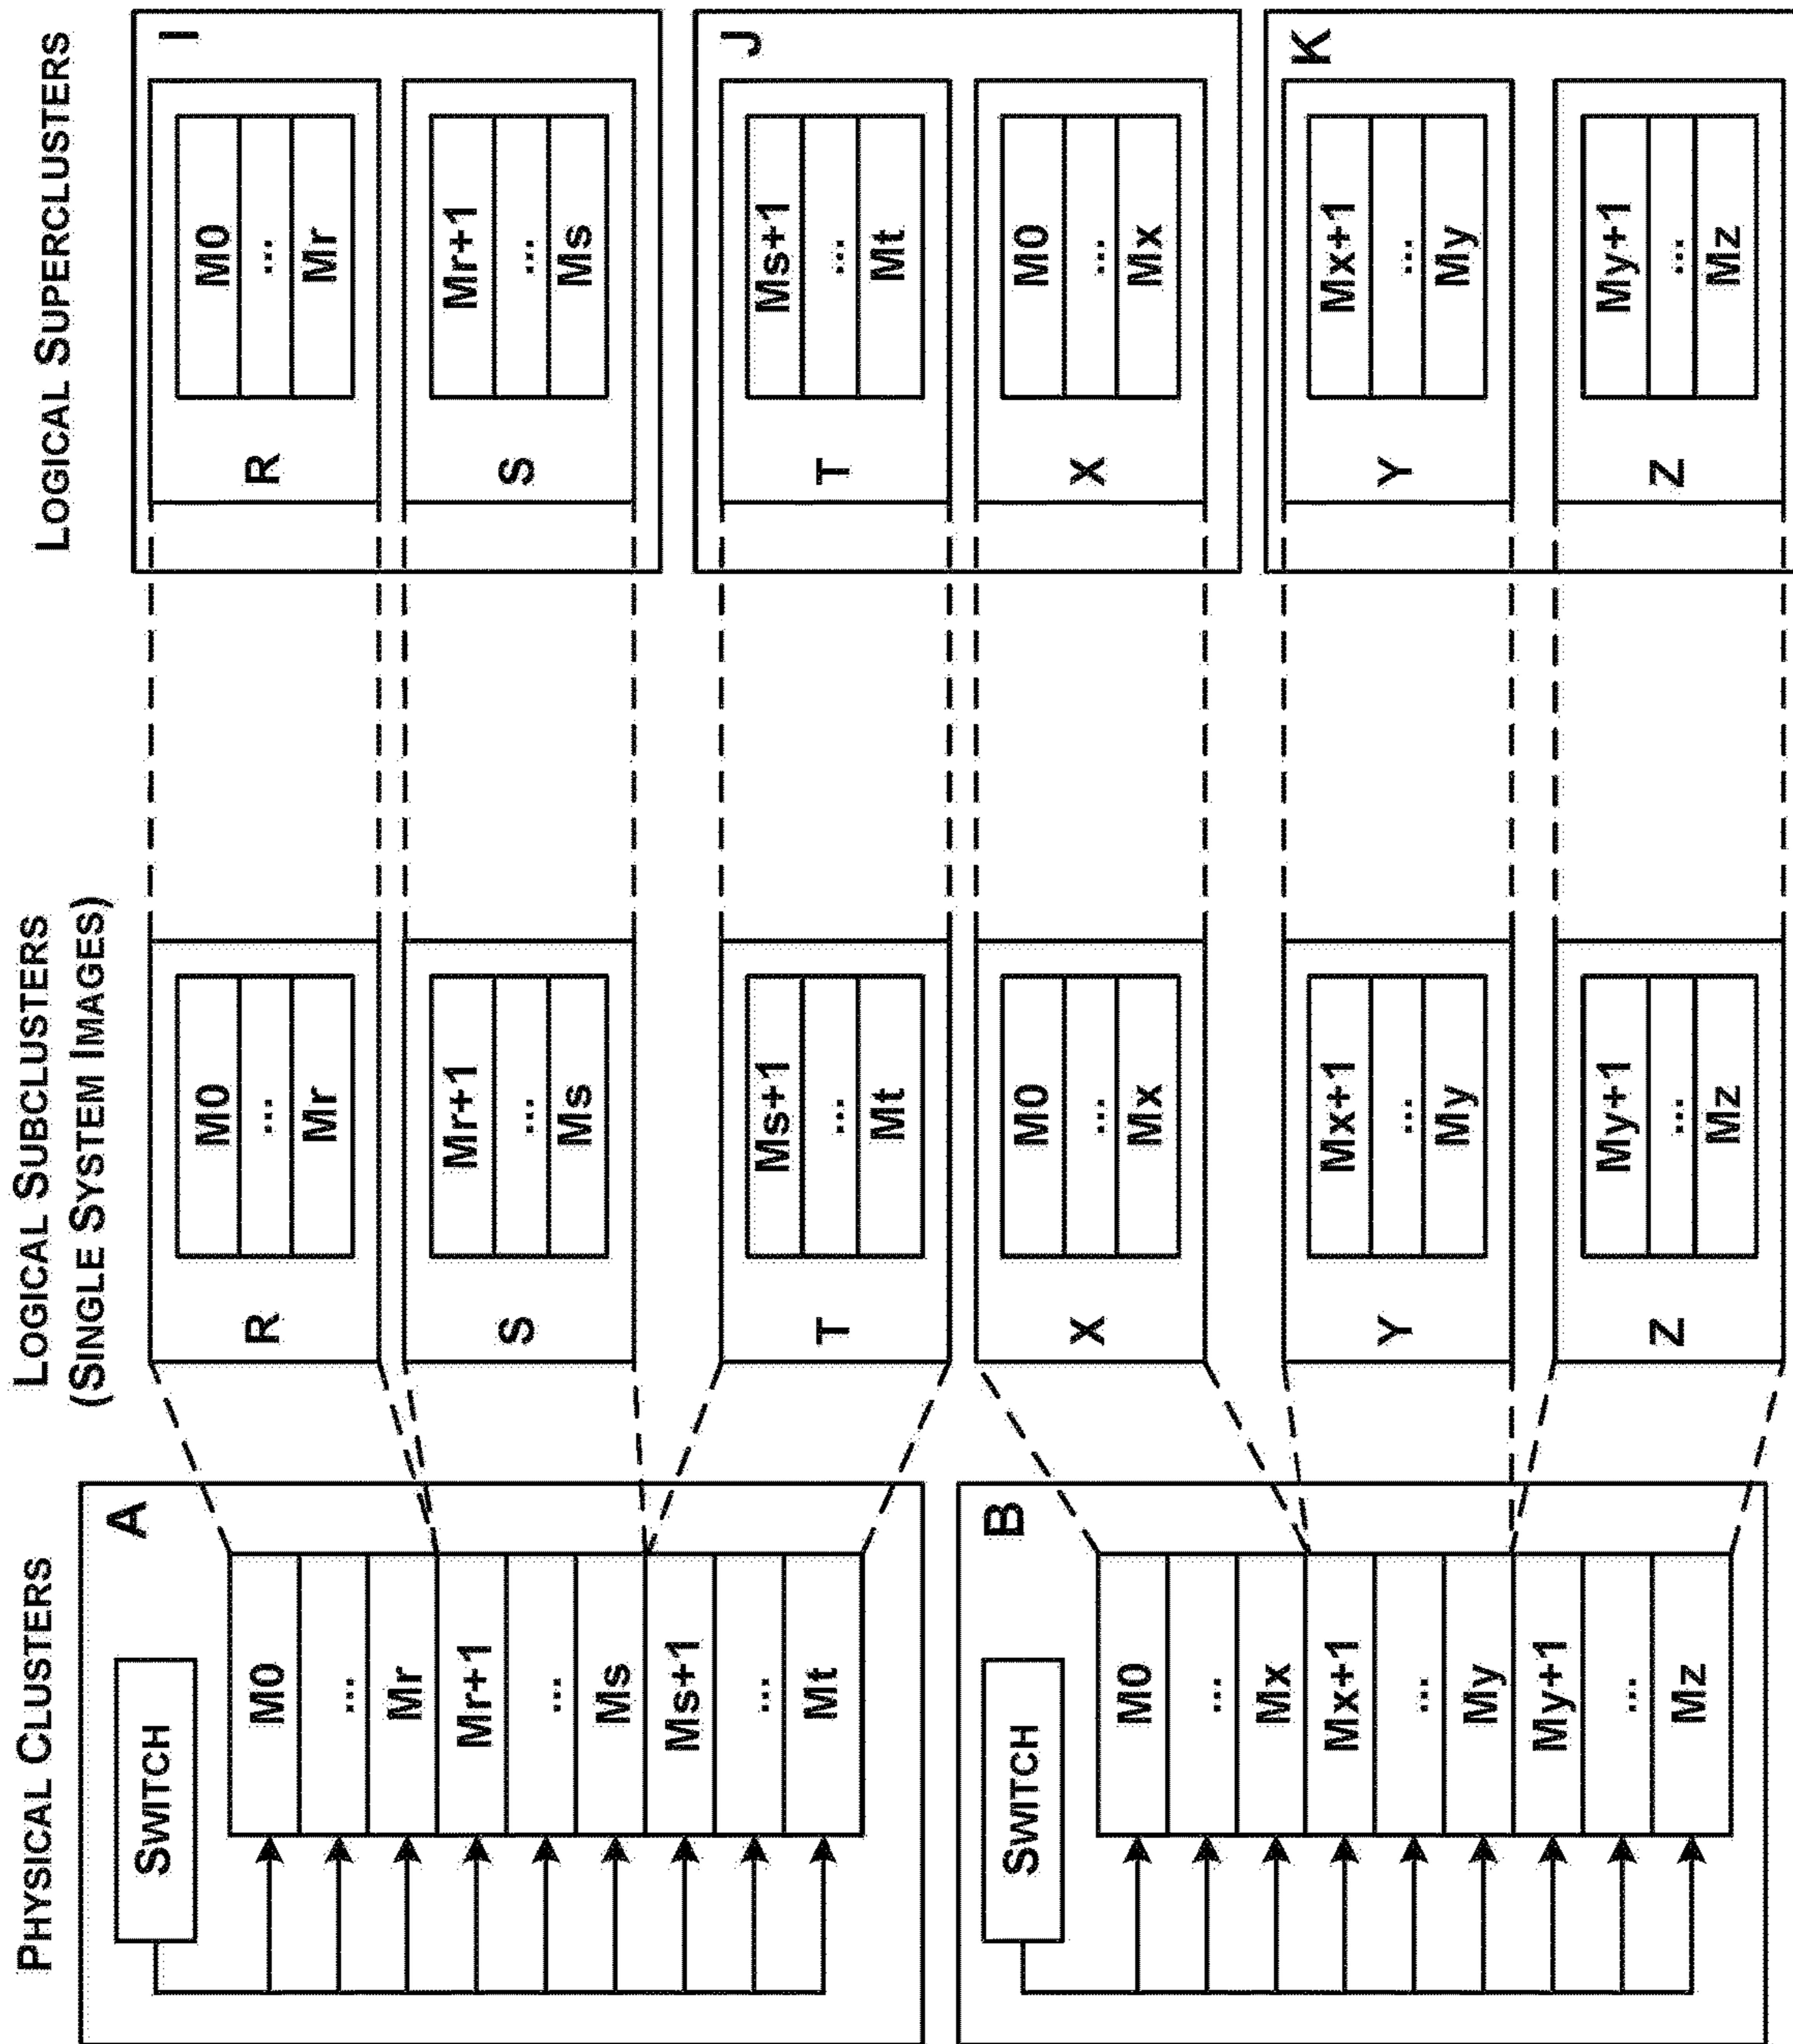 PHYSICAL CLUSTERS
A
SWITCH
M0
...
Mr
Mr+1
...
Ms
Ms+1
...
Mt
B
SWITCH
M0
...
Mx
Mx+1
...
My
My+1
...
Mz
LOGICAL SUBCLUSTERS
(SINGLE SYSTEM IMAGES)
R
M0
...
Mr
S
Mr+1
...
Ms
T
Ms+1
...
Mt
X
M0
...
Mx
Y
Mx+1
...
My
Z
My+1
...
Mz
LOGICAL SUPERCLUSTERS
I
R
M0
...
Mr
S
Mr+1
...
Ms
J
T
Ms+1
...
Mt
X
M0
...
Mx
K
Y
Mx+1
...
My
Z
My+1
...
Mz